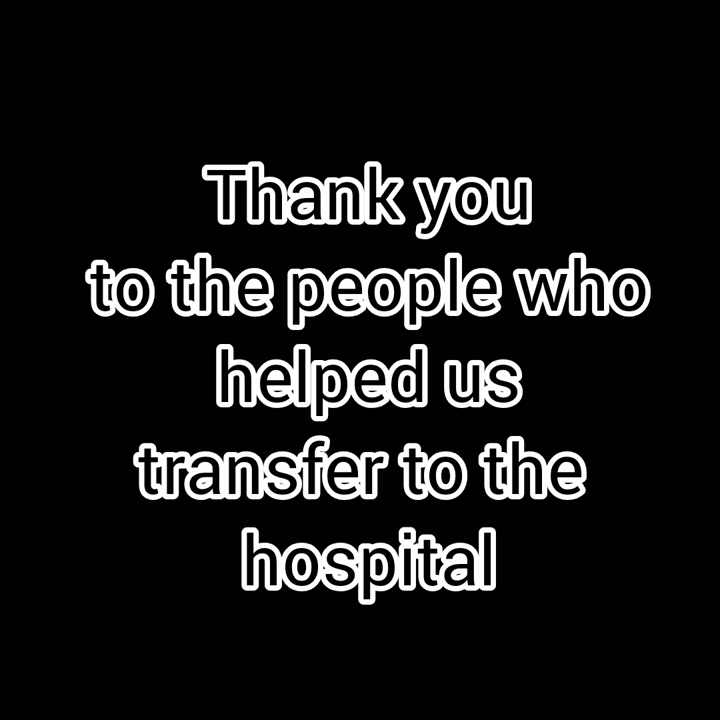 Thank you
to the people who
helped us
transfer to the
hospital